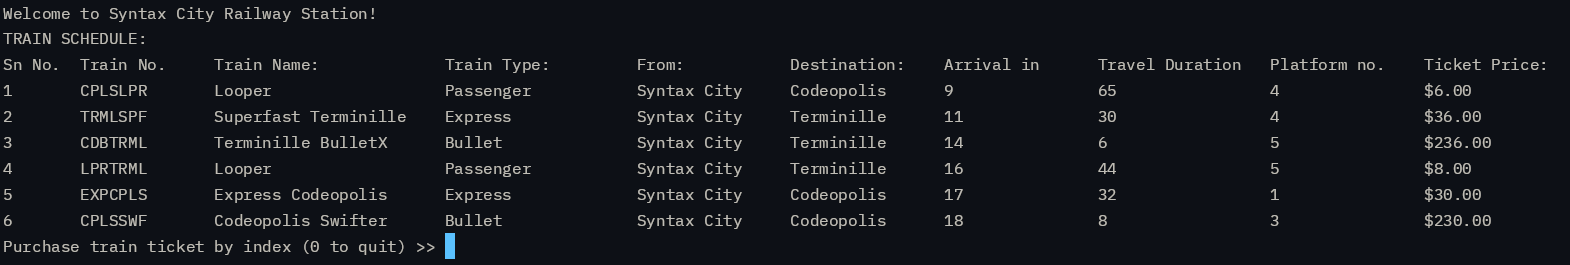 Welcome to Syntax City Railway Station!
TRAIN SCHEDULE:
Sn No.  Train No.     Train Name:             Train Type:         From:           Destination:    Arrival in      Travel Duration   Platform no.    Ticket Price:
1       CPLSLPR       Looper                  Passenger           Syntax City     Codeopolis      9               65                4               $6.00
2       TRMLSPF       Superfast Terminille    Express             Syntax City     Terminille      11              30                4               $36.00
3       CDBTRML       Terminille BulletX      Bullet              Syntax City     Terminille      14              6                 5               $236.00
4       LPRTRML       Looper                  Passenger           Syntax City     Terminille      16              44                5               $8.00
5       EXPCPLS       Express Codeopolis      Express             Syntax City     Codeopolis      17              32                1               $30.00
6       CPLSSWF       Codeopolis Swifter      Bullet              Syntax City     Codeopolis      18              8                 3               $230.00
Purchase train ticket by index (0 to quit) >>